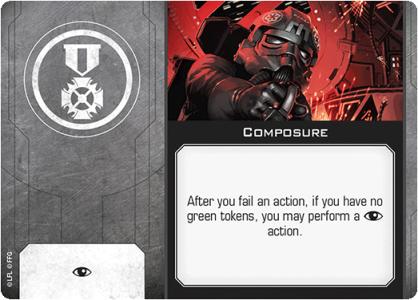 COMPOSURE
After you fail an action, if you have no
green tokens, you may perform a
action.
©LFL ©FFG